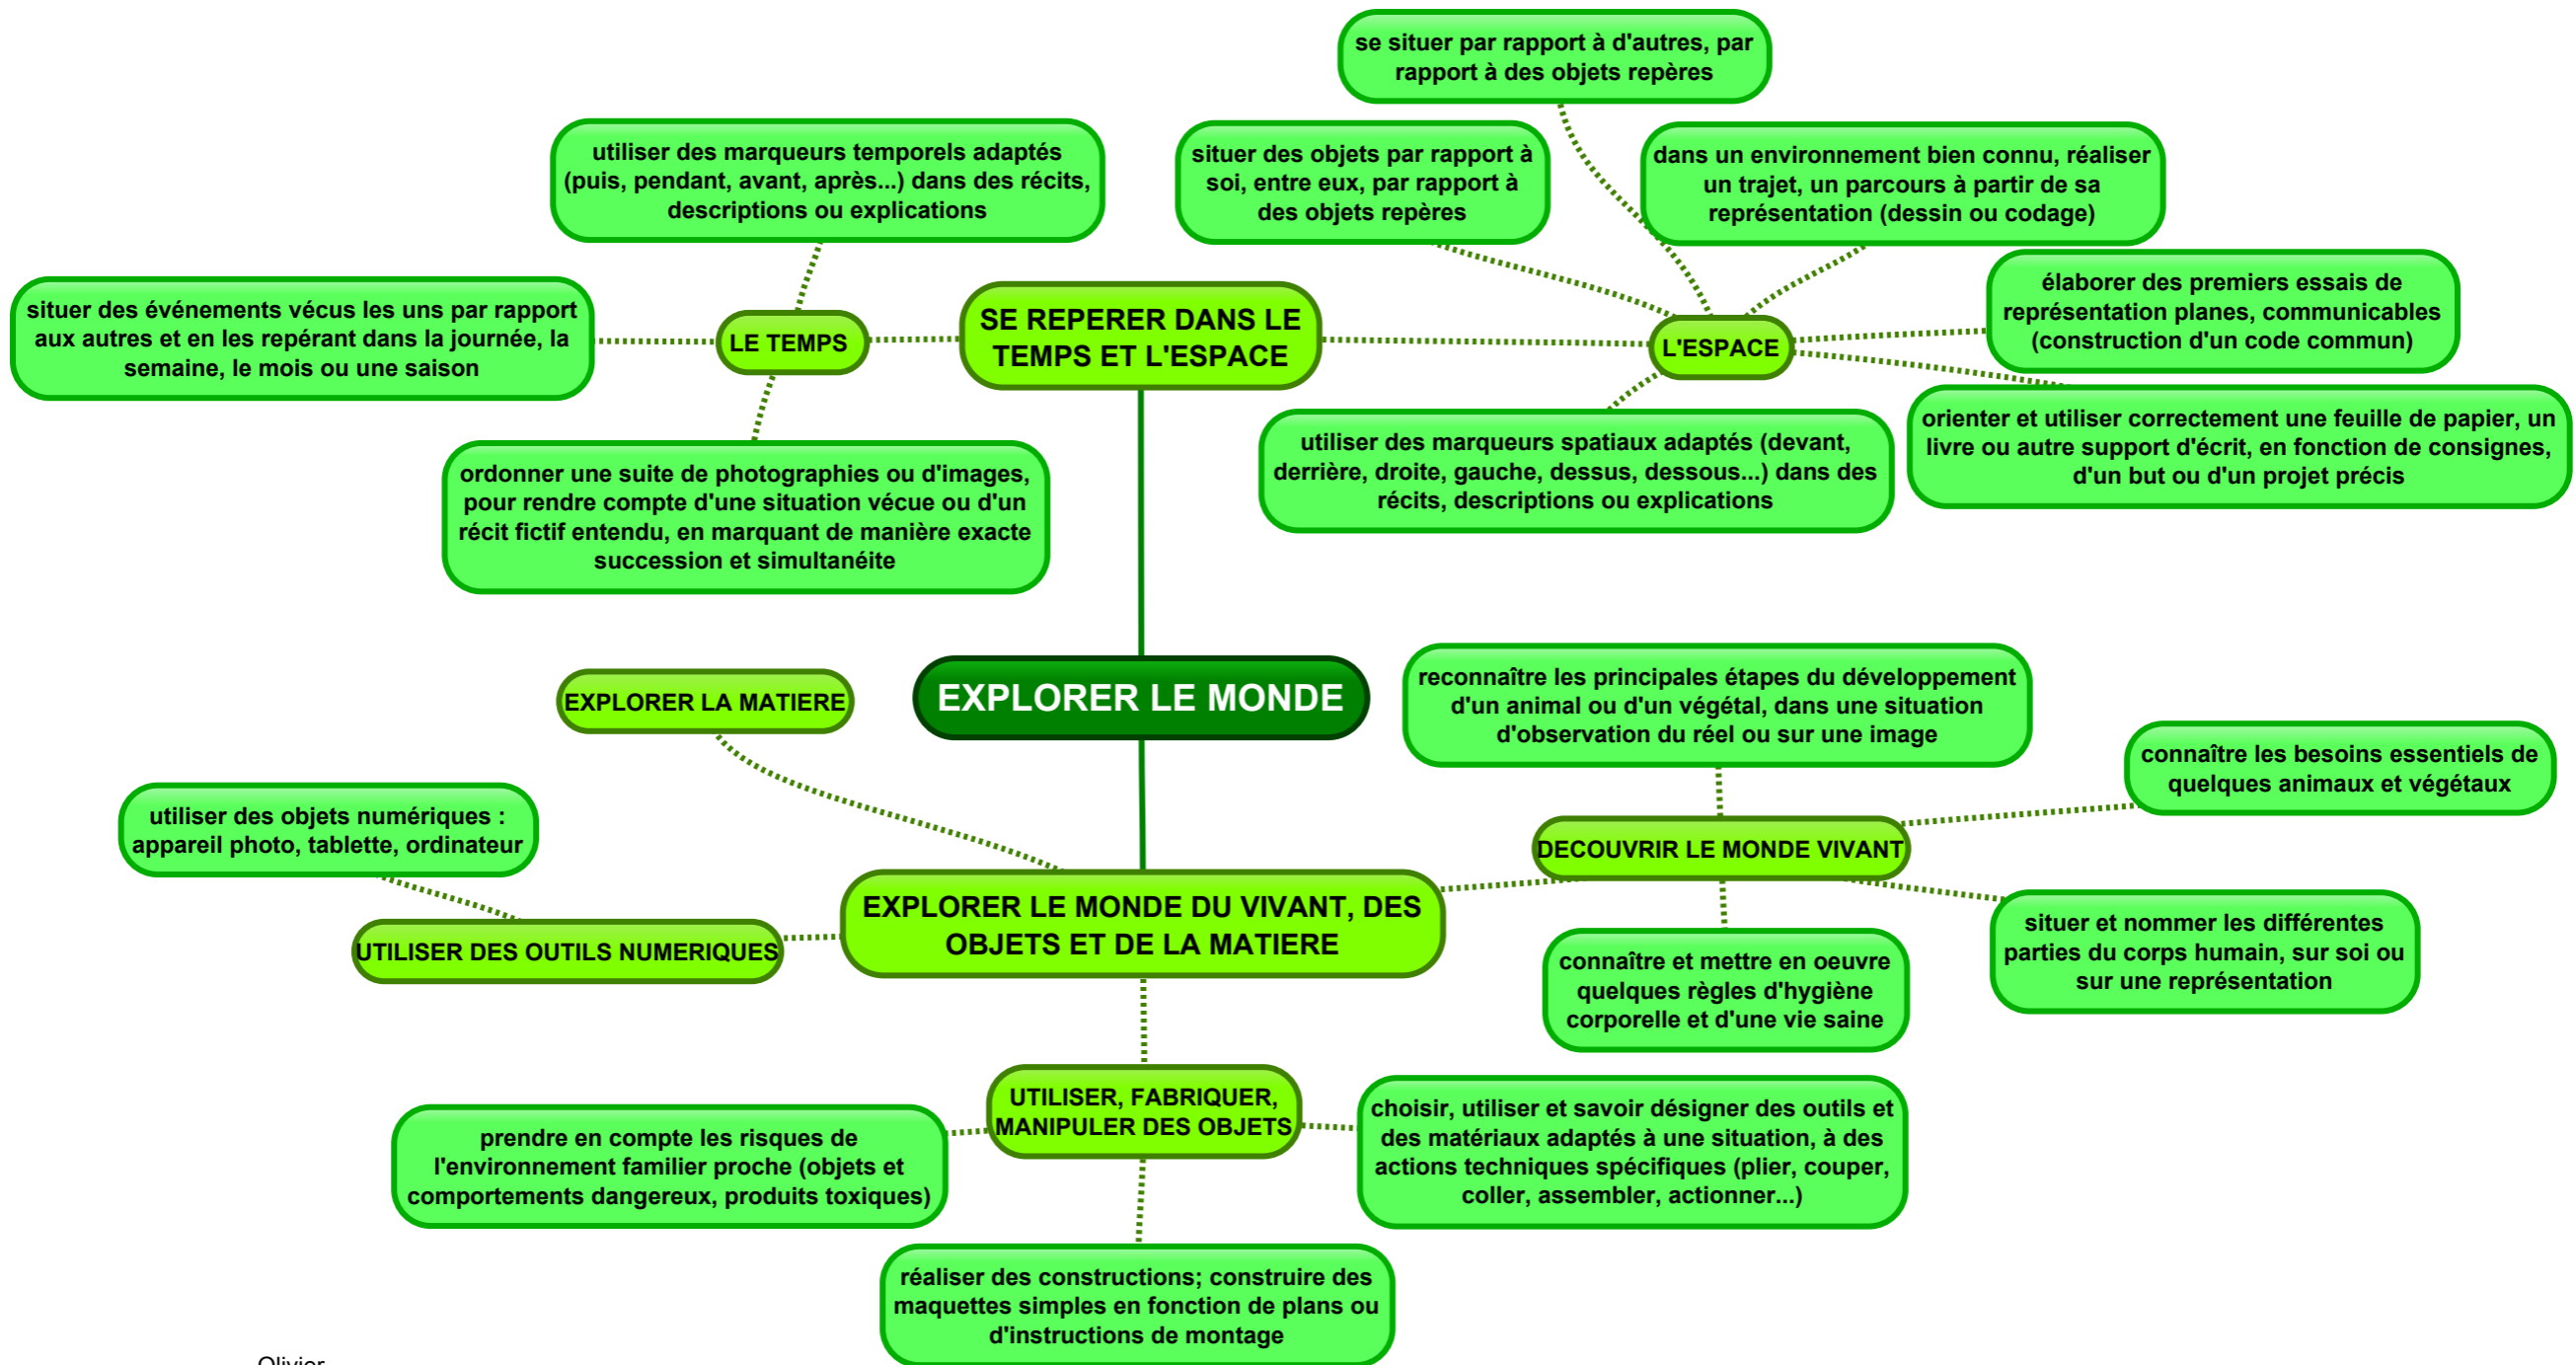 se situer par rapport à d'autres, par
rapport à des objets repères
utiliser des marqueurs temporels adaptés
(puis, pendant, avant, après...) dans des récits,
descriptions ou explications
situer des objets par rapport à
soi, entre eux, par rapport à
des objets repères
dans un environnement bien connu, réaliser
un trajet, un parcours à partir de sa
représentation (dessin ou codage)
situer des événements vécus les uns par rapport
aux autres et en les repérant dans la journée, la
semaine, le mois ou une saison
LE TEMPS
SE REPERER DANS LE
TEMPS ET L'ESPACE
L'ESPACE
élaborer des premiers essais de
représentation planes, communicables
(construction d'un code commun)
orienter et utiliser correctement une feuille de papier, un
livre ou autre support d'écrit, en fonction de consignes,
d'un but ou d'un projet précis
utiliser des marqueurs spatiaux adaptés (devant,
derrière, droite, gauche, dessus, dessous...) dans des
récits, descriptions ou explications
ordonner une suite de photographies ou d'images,
pour rendre compte d'une situation vécue ou d'un
récit fictif entendu, en marquant de manière exacte
succession et simultanéite
EXPLORER LA MATIERE
EXPLORER LE MONDE
reconnaître les principales étapes du développement
d'un animal ou d'un végétal, dans une situation
d'observation du réel ou sur une image
connaître les besoins essentiels de
quelques animaux et végétaux
utiliser des objets numériques :
appareil photo, tablette, ordinateur
DECOUVRIR LE MONDE VIVANT
UTILISER DES OUTILS NUMERIQUES
EXPLORER LE MONDE DU VIVANT, DES
OBJETS ET DE LA MATIERE
situer et nommer les différentes
parties du corps humain, sur soi ou
sur une représentation
connaître et mettre en oeuvre
quelques règles d'hygiène
corporelle et d'une vie saine
UTILISER, FABRIQUER,
MANIPULER DES OBJETS
prendre en compte les risques de
l'environnement familier proche (objets et
comportements dangereux, produits toxiques)
choisir, utiliser et savoir désigner des outils et
des matériaux adaptés à une situation, à des
actions techniques spécifiques (plier, couper,
coller, assembler, actionner...)
réaliser des constructions; construire des
maquettes simples en fonction de plans ou
d'instructions de montage
Olivier